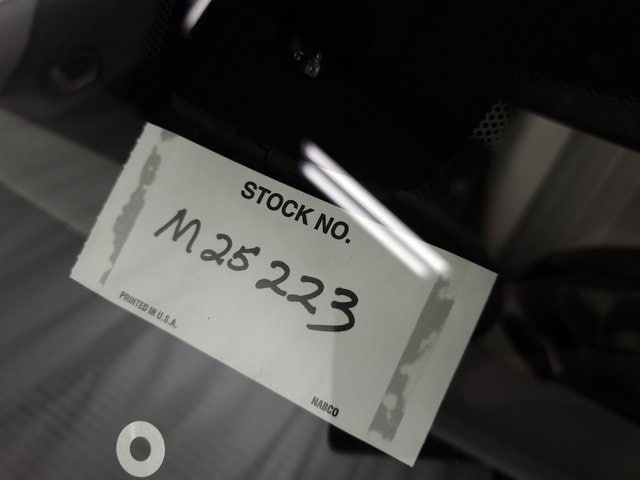 STOCK NO.
M25223
PRINTED IN U.S.A.
NABCO